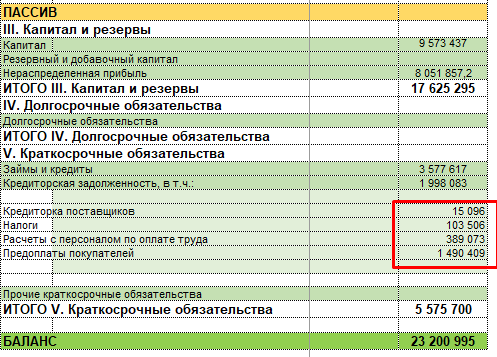 ПАССИВ
III. Капитал и резервы
Капитал 9 573 437
Резервный и добавочный капитал
Нераспределенная прибыль 8 051 857,2
ИТОГО III. Капитал и резервы 17 625 295
IV. Долгосрочные обязательства
Долгосрочные обязательства
ИТОГО IV. Долгосрочные обязательства
V. Краткосрочные обязательства
Займы и кредиты 3 577 617
Кредиторская задолженность, в т.ч.: 1 998 083
Кредиторка поставщиков 15 096
Налоги 103 506
Расчеты с персоналом по оплате труда 389 073
Предоплаты покупателей 1 490 409
Прочие краткосрочные обязательства
ИТОГО V. Краткосрочные обязательства 5 575 700
БАЛАНС 23 200 995